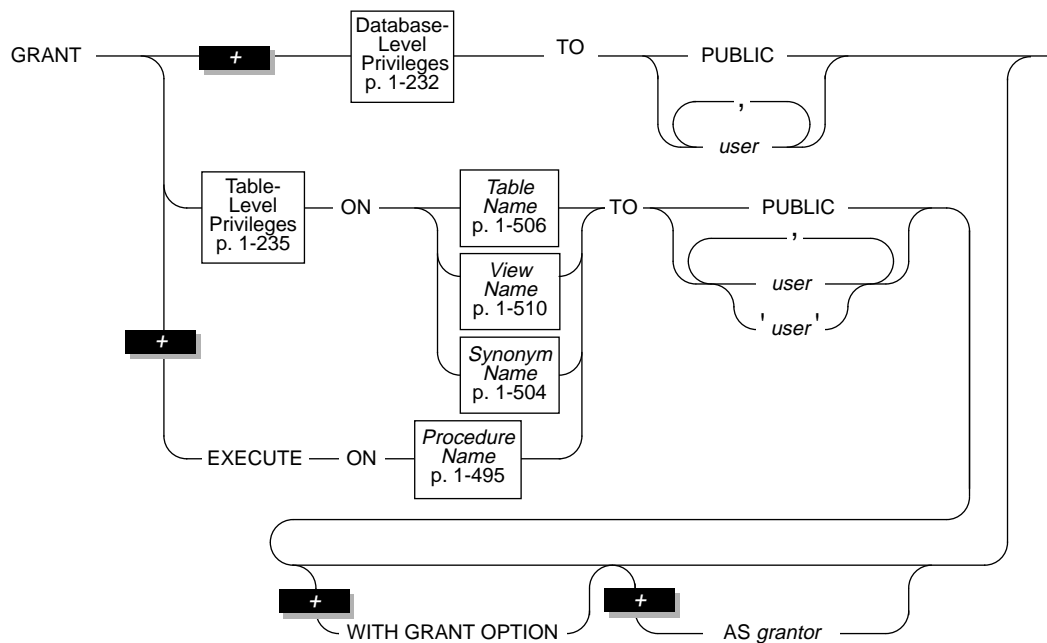 GRANT
+
Database-
Level
Privileges
p. 1-232
TO
PUBLIC
,
user
Table-
Level
Privileges
p. 1-235
ON
Table
Name
p. 1-506
View
Name
p. 1-510
Synonym
Name
p. 1-504
TO
PUBLIC
,
user
'user'
+
EXECUTE
ON
Procedure
Name
p. 1-495
+
WITH GRANT OPTION
+
AS grantor